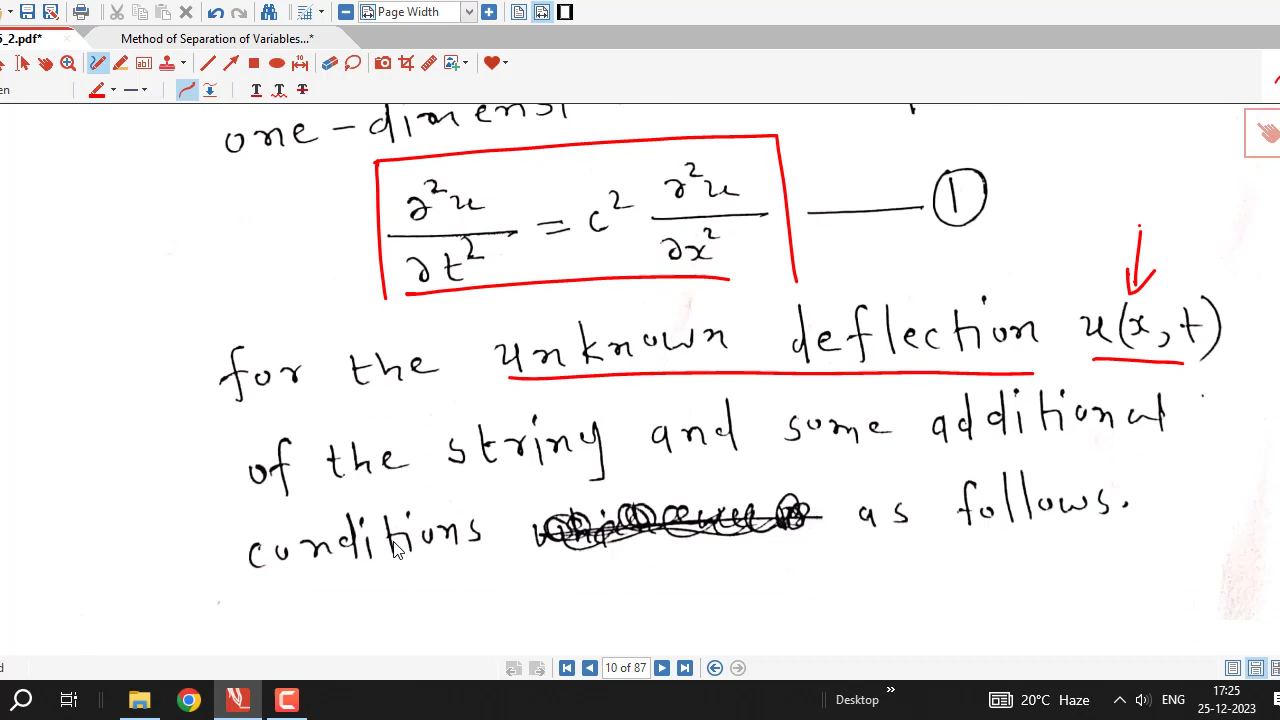 Page Width
5_2.pdf*
Method of Separation of Variables...*
en
one-dimensi
∂²u/∂t² = c² ∂²u/∂x² ——— ①
for the unknown deflection u(x,t)
of the string and some additional
conditions as follows.
d
10 of 87
Desktop »
20°C Haze
ENG
17:25
25-12-2023